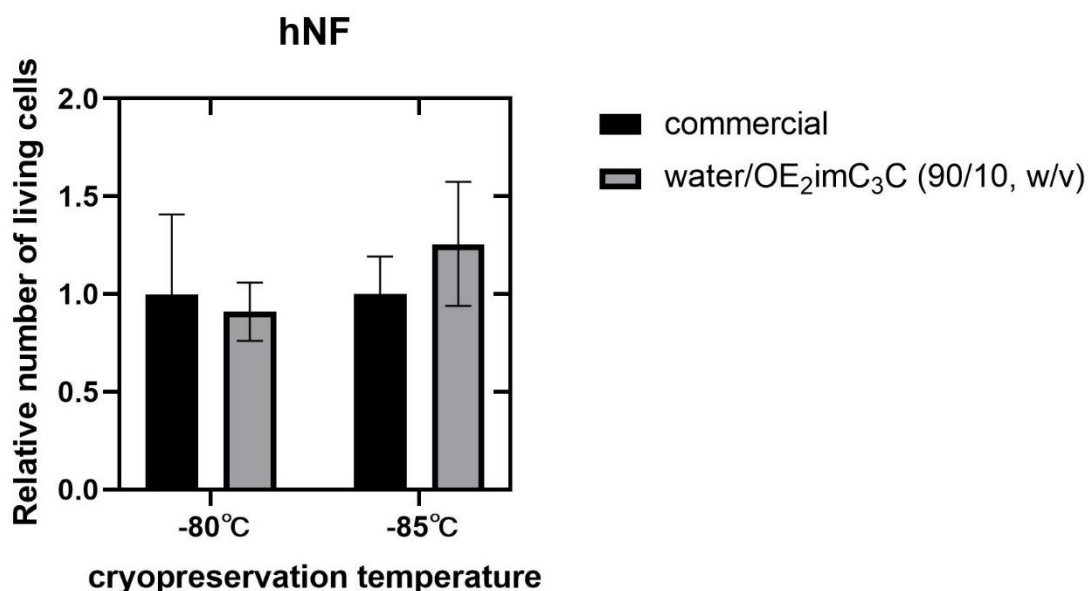 hNF
Relative number of living cells
2.0
1.5
1.0
0.5
0.0
-80℃
-85℃
cryopreservation temperature
commercial
water/OE₂imC₃C (90/10, w/v)